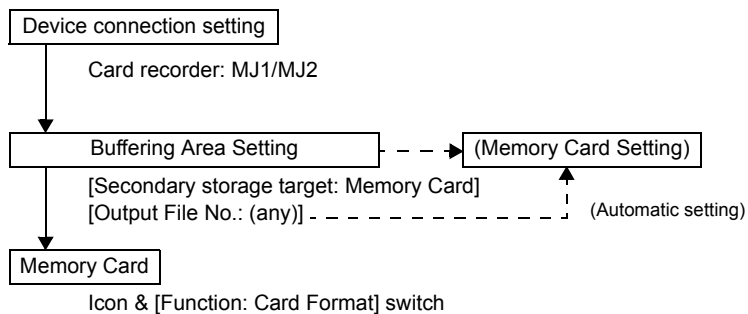 Device connection setting
Card recorder: MJ1/MJ2
Buffering Area Setting
(Memory Card Setting)
[Secondary storage target: Memory Card]
[Output File No.: (any)]
(Automatic setting)
Memory Card
Icon & [Function: Card Format] switch